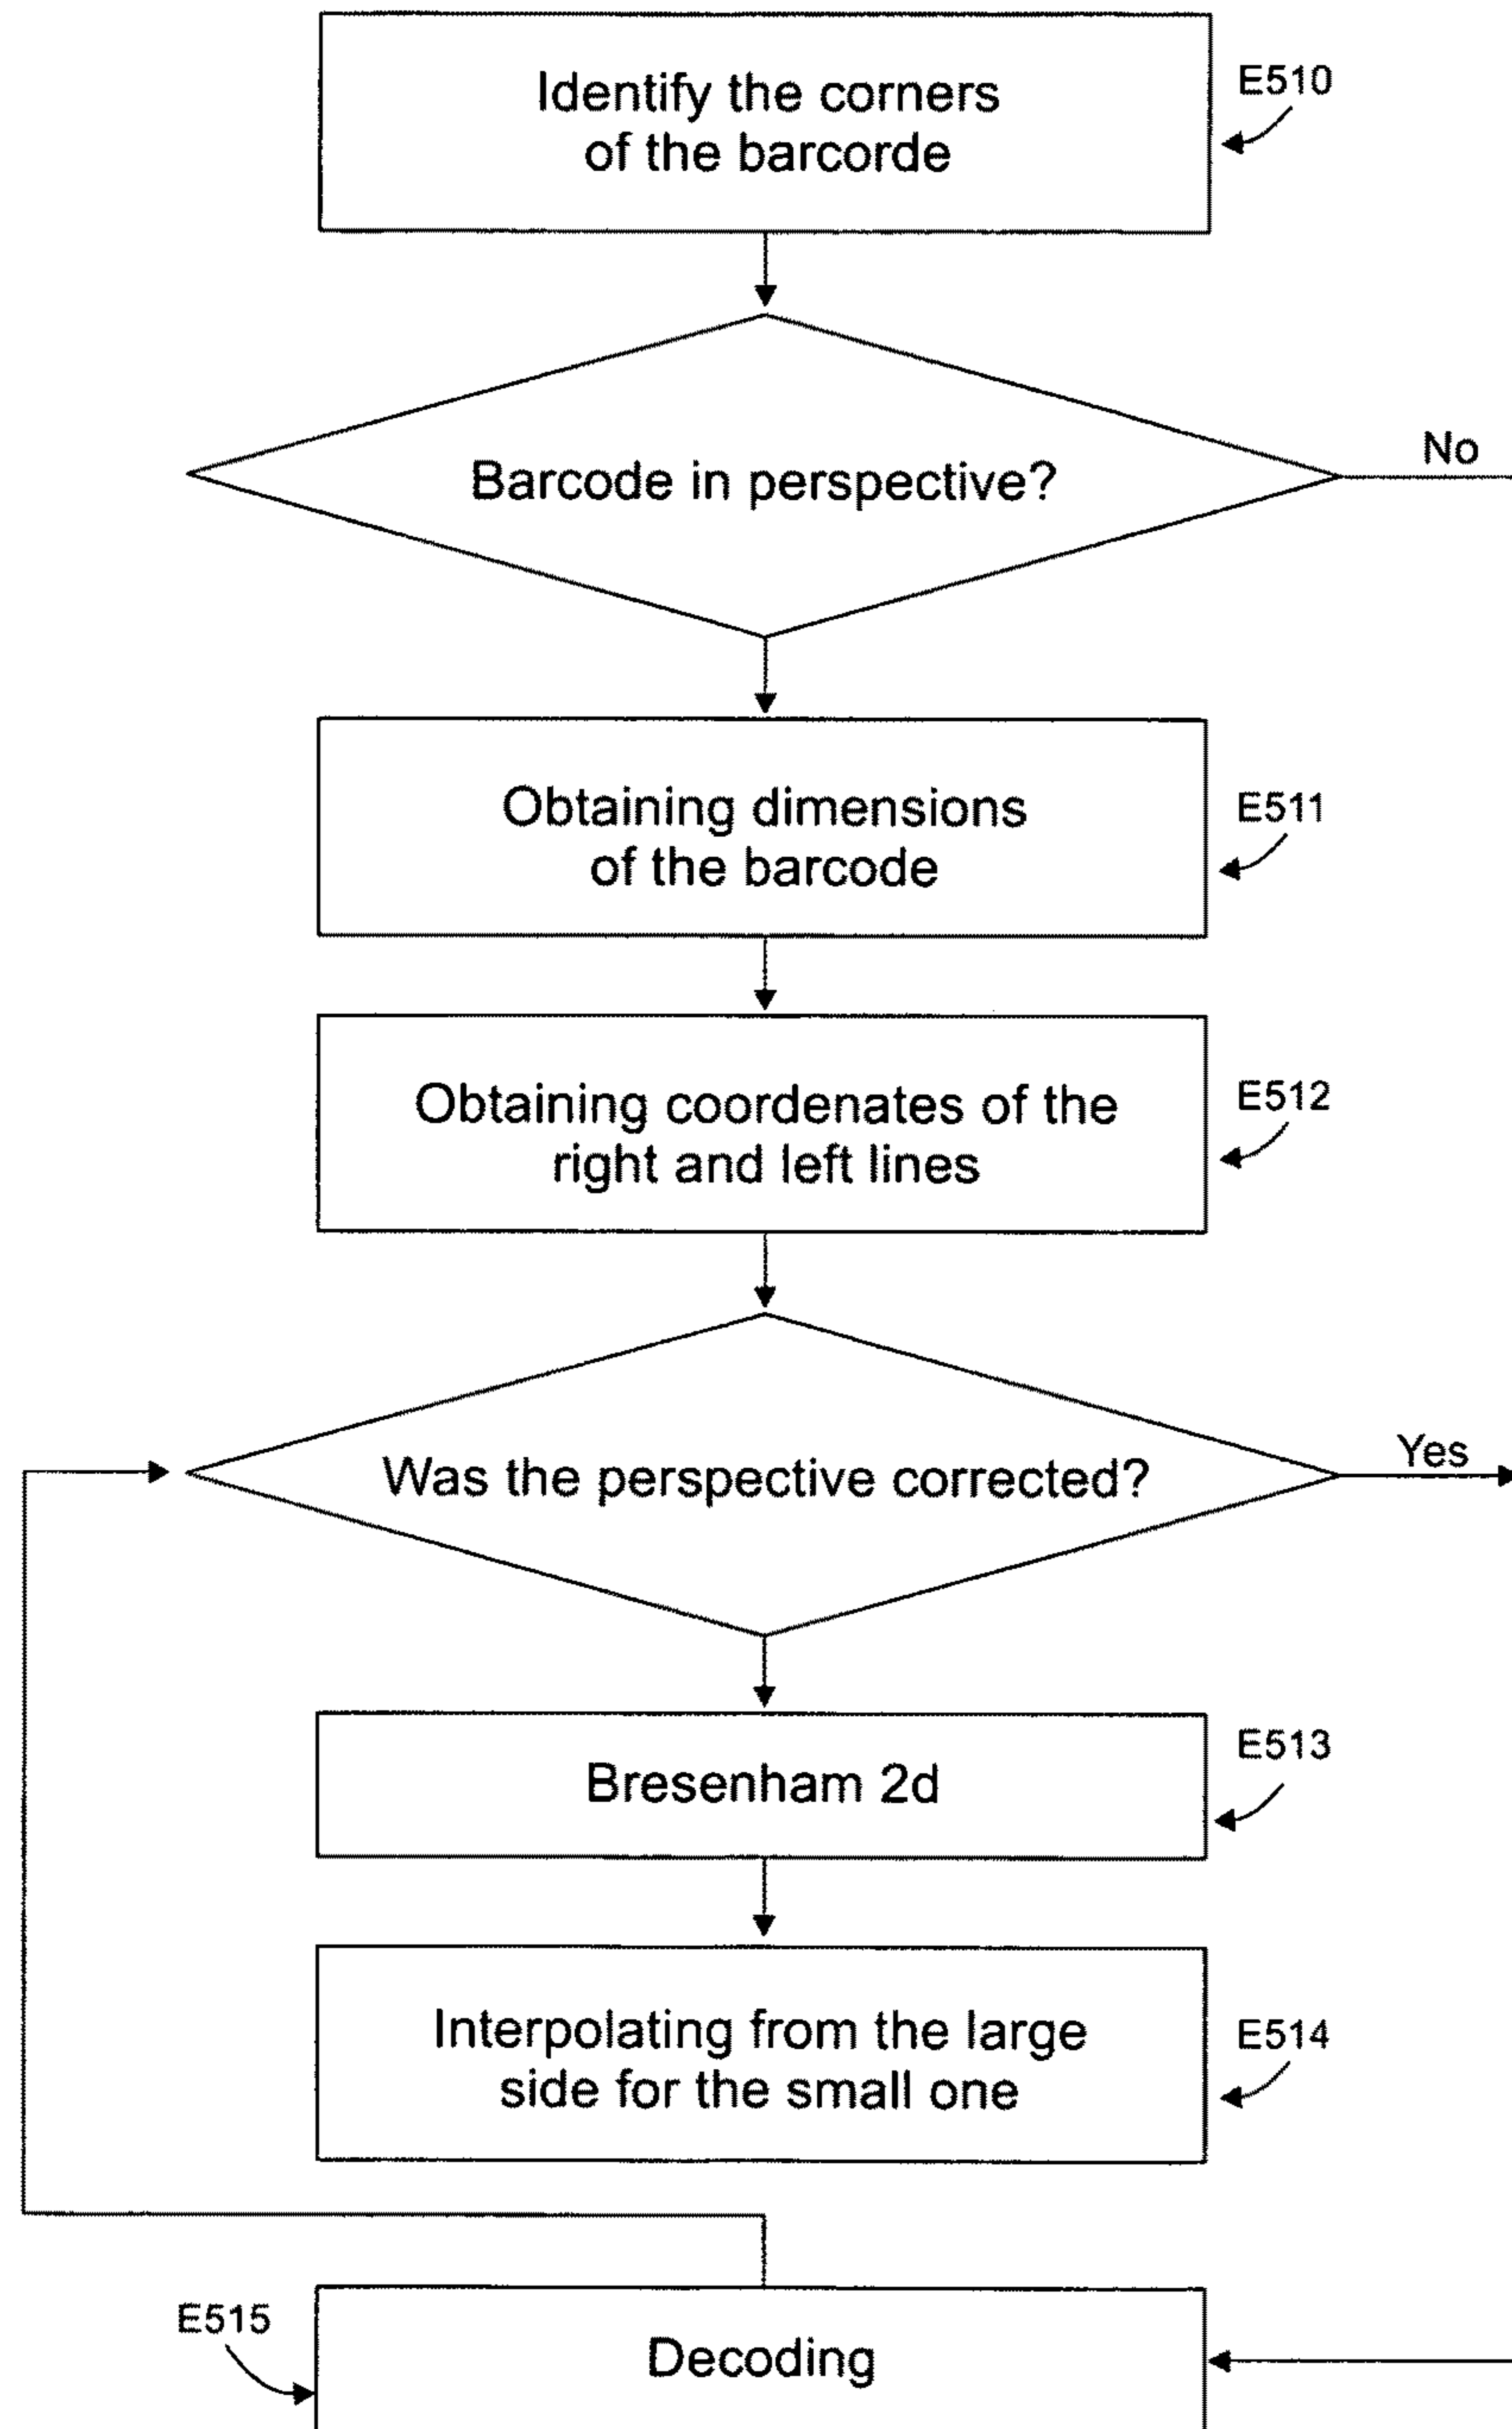 Identify the corners
of the barcorde
E510
Barcode in perspective?
No
Obtaining dimensions
of the barcode
E511
Obtaining coordenates of the
right and left lines
E512
Was the perspective corrected?
Yes
Bresenham 2d
E513
Interpolating from the large
side for the small one
E514
E515
Decoding